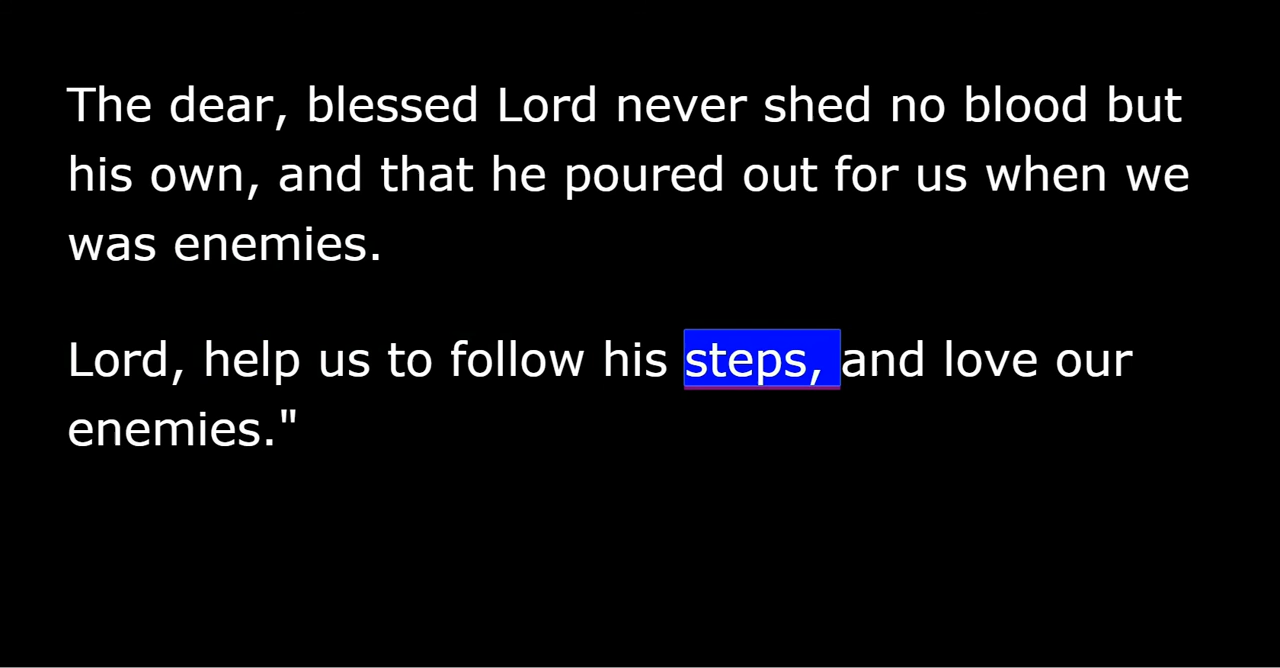 The dear, blessed Lord never shed no blood but
his own, and that he poured out for us when we
was enemies.
Lord, help us to follow his steps, and love our
enemies."